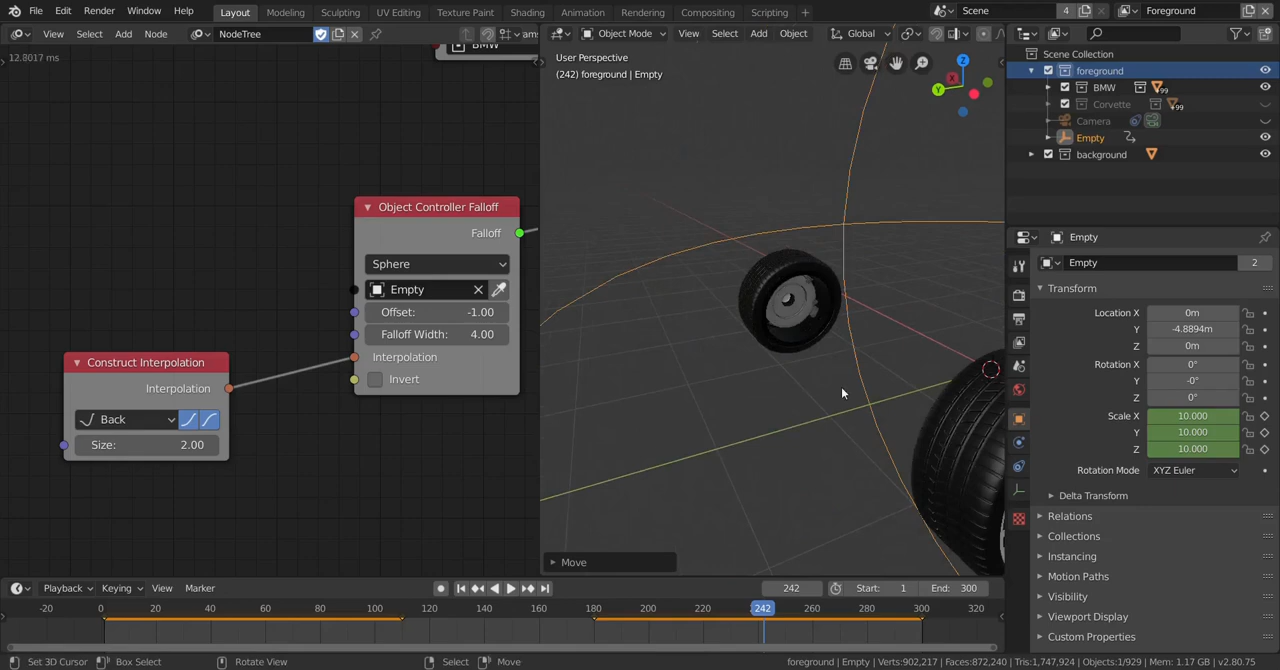 File Edit Render Window Help Layout Modeling Sculpting UV Editing Texture Paint Shading Animation Rendering Compositing Scripting + Scene 4 Foreground
View Select Add Node NodeTree Object Mode View Select Add Object Global
12.8017 ms
BMW
User Perspective
(242) foreground | Empty
Z
Y
X
Object Controller Falloff
Falloff
Sphere
Empty
Offset: -1.00
Falloff Width: 4.00
Interpolation
Invert
Construct Interpolation
Interpolation
Back
Size: 2.00
Move
Scene Collection
foreground
BMW 99
Corvette 99
Camera
Empty
background
Empty
Empty 2
Transform
Location X 0m
Y -4.8894m
Z 0m
Rotation X 0°
Y -0°
Z 0°
Scale X 10.000
Y 10.000
Z 10.000
Rotation Mode XYZ Euler
Delta Transform
Relations
Collections
Instancing
Motion Paths
Visibility
Viewport Display
Custom Properties
Playback Keying View Marker 242 Start: 1 End: 300
-20 0 20 40 60 80 100 120 140 160 180 200 220 242 260 280 300 320
Set 3D Cursor Box Select Rotate View Select Move foreground | Empty | Verts:902,217 | Faces:872,240 | Tris:1,747,924 | Objects:1/929 | Mem: 1.17 GB | v2.80.75